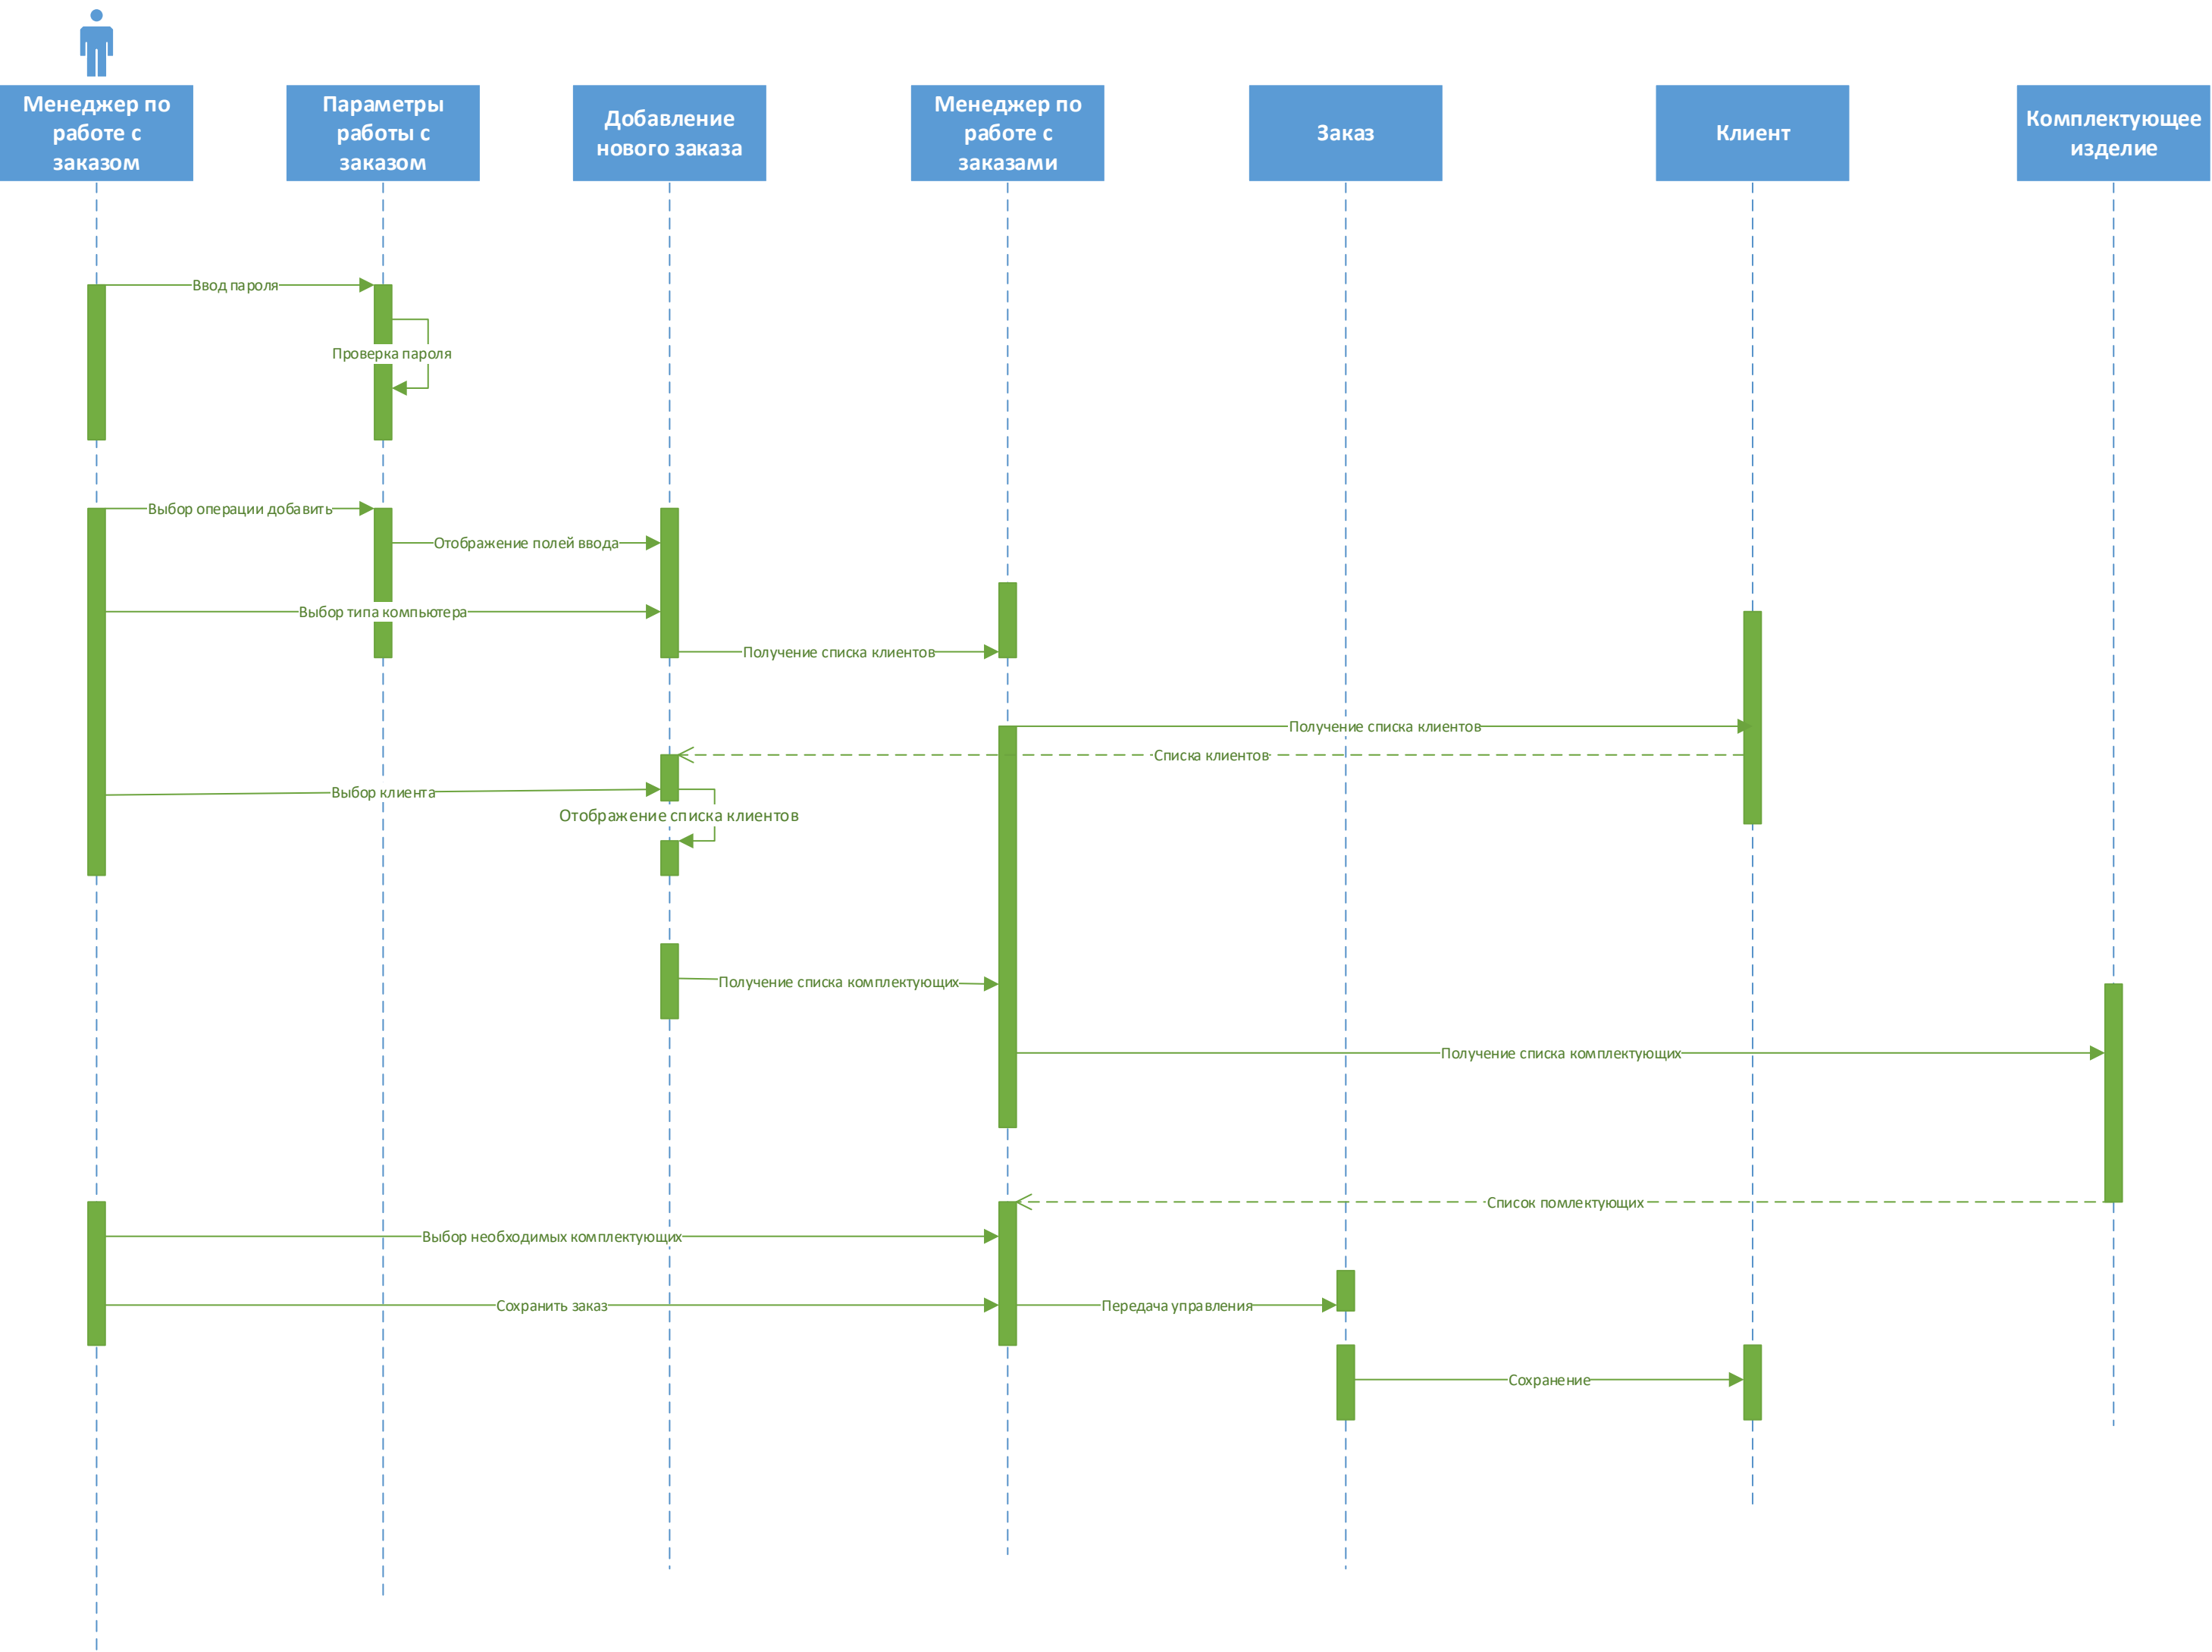 Менеджер по
работе с
заказом
Параметры
работы с
заказом
Добавление
нового заказа
Менеджер по
работе с
заказами
Заказ
Клиент
Комплектующее
изделие
Ввод пароля
Проверка пароля
Выбор операции добавить
Отображение полей ввода
Выбор типа компьютера
Получение списка клиентов
Получение списка клиентов
Списка клиентов
Выбор клиента
Отображение списка клиентов
Получение списка комплектующих
Получение списка комплектующих
Список помлектующих
Выбор необходимых комплектующих
Сохранить заказ
Передача управления
Сохранение